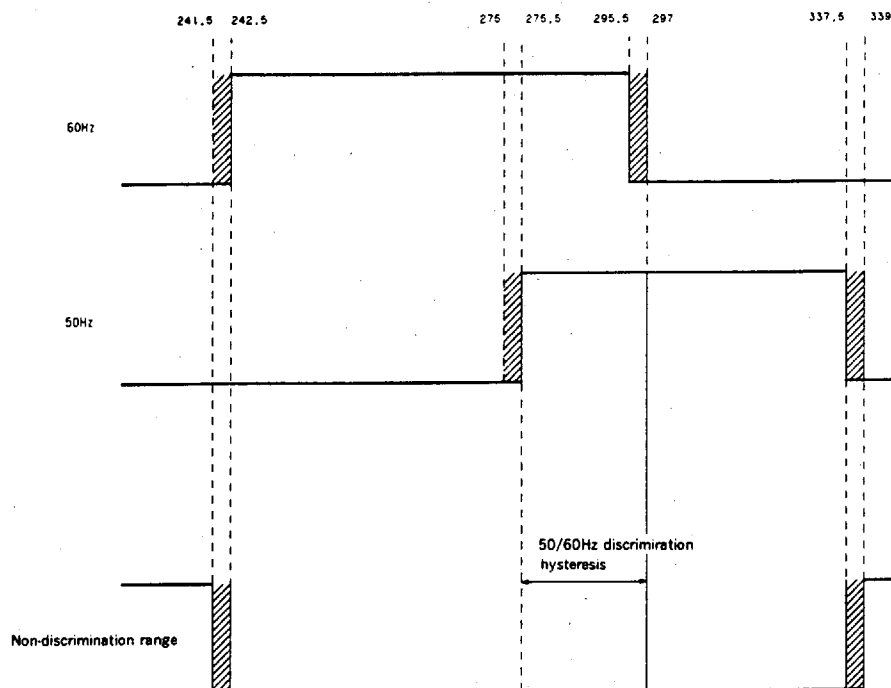 241.5 242.5 275 275.5 295.5 297 337.5 339
60Hz
50Hz
50/60Hz discrimiration
hysteresis
Non-discrimination range